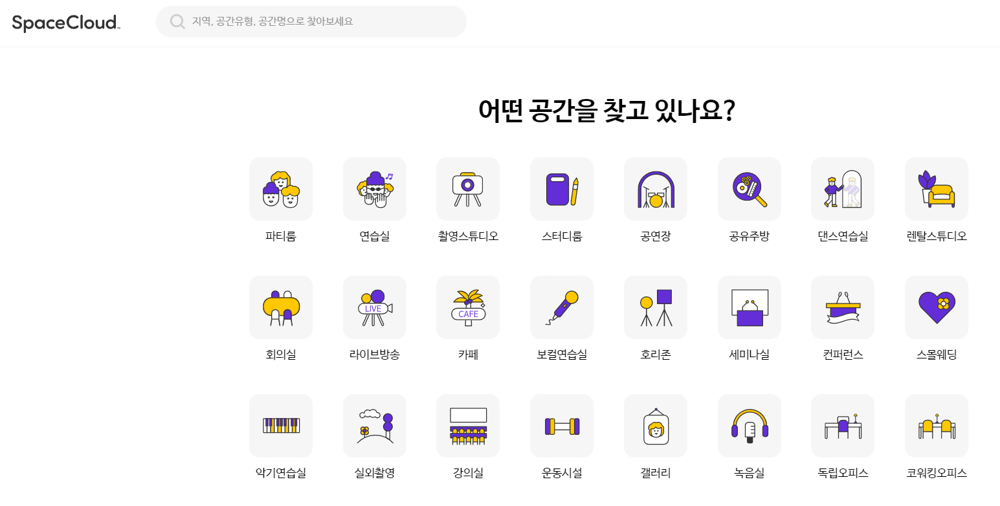 SpaceCloud™
지역, 공간유형, 공간명으로 찾아보세요
어떤 공간을 찾고 있나요?
파티룸 연습실 촬영스튜디오 스터디룸 공연장 공유주방 댄스연습실 렌탈스튜디오
LIVE CAFE
회의실 라이브방송 카페 보컬연습실 호리존 세미나실 컨퍼런스 스몰웨딩
악기연습실 실외촬영 강의실 운동시설 갤러리 녹음실 독립오피스 코워킹오피스